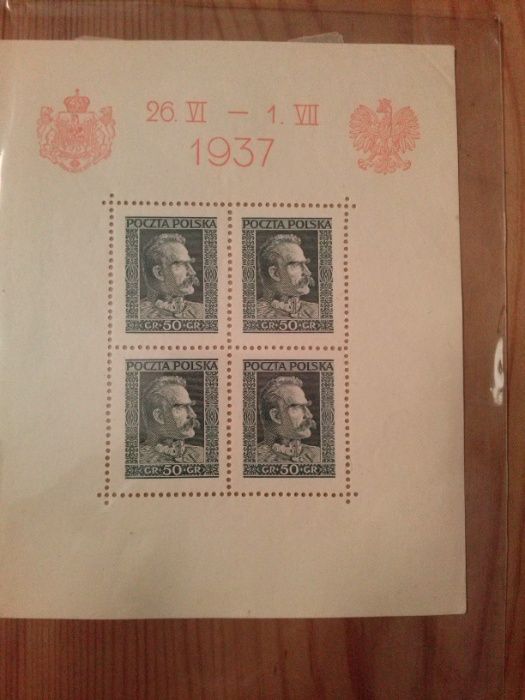 26. VI — 1. VII
1937
POCZTA POLSKA
GR·50·GR
POCZTA POLSKA
GR·50·GR
POCZTA POLSKA
GR·50·GR
POCZTA POLSKA
GR·50·GR